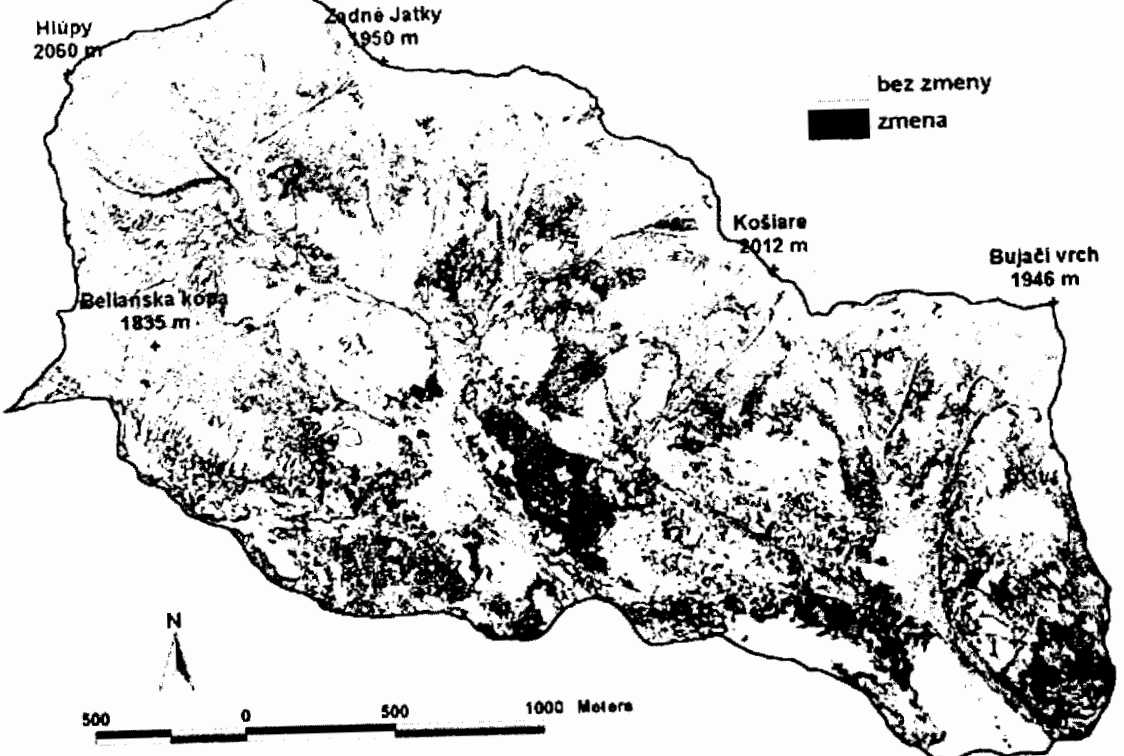 Hlúpy
2060 m
Zadné Jatky
1950 m
bez zmeny
zmena
Košiare
2012 m
Bujačí vrch
1946 m
Belianska kopa
1835 m
N
500 0 500 1000 Meters